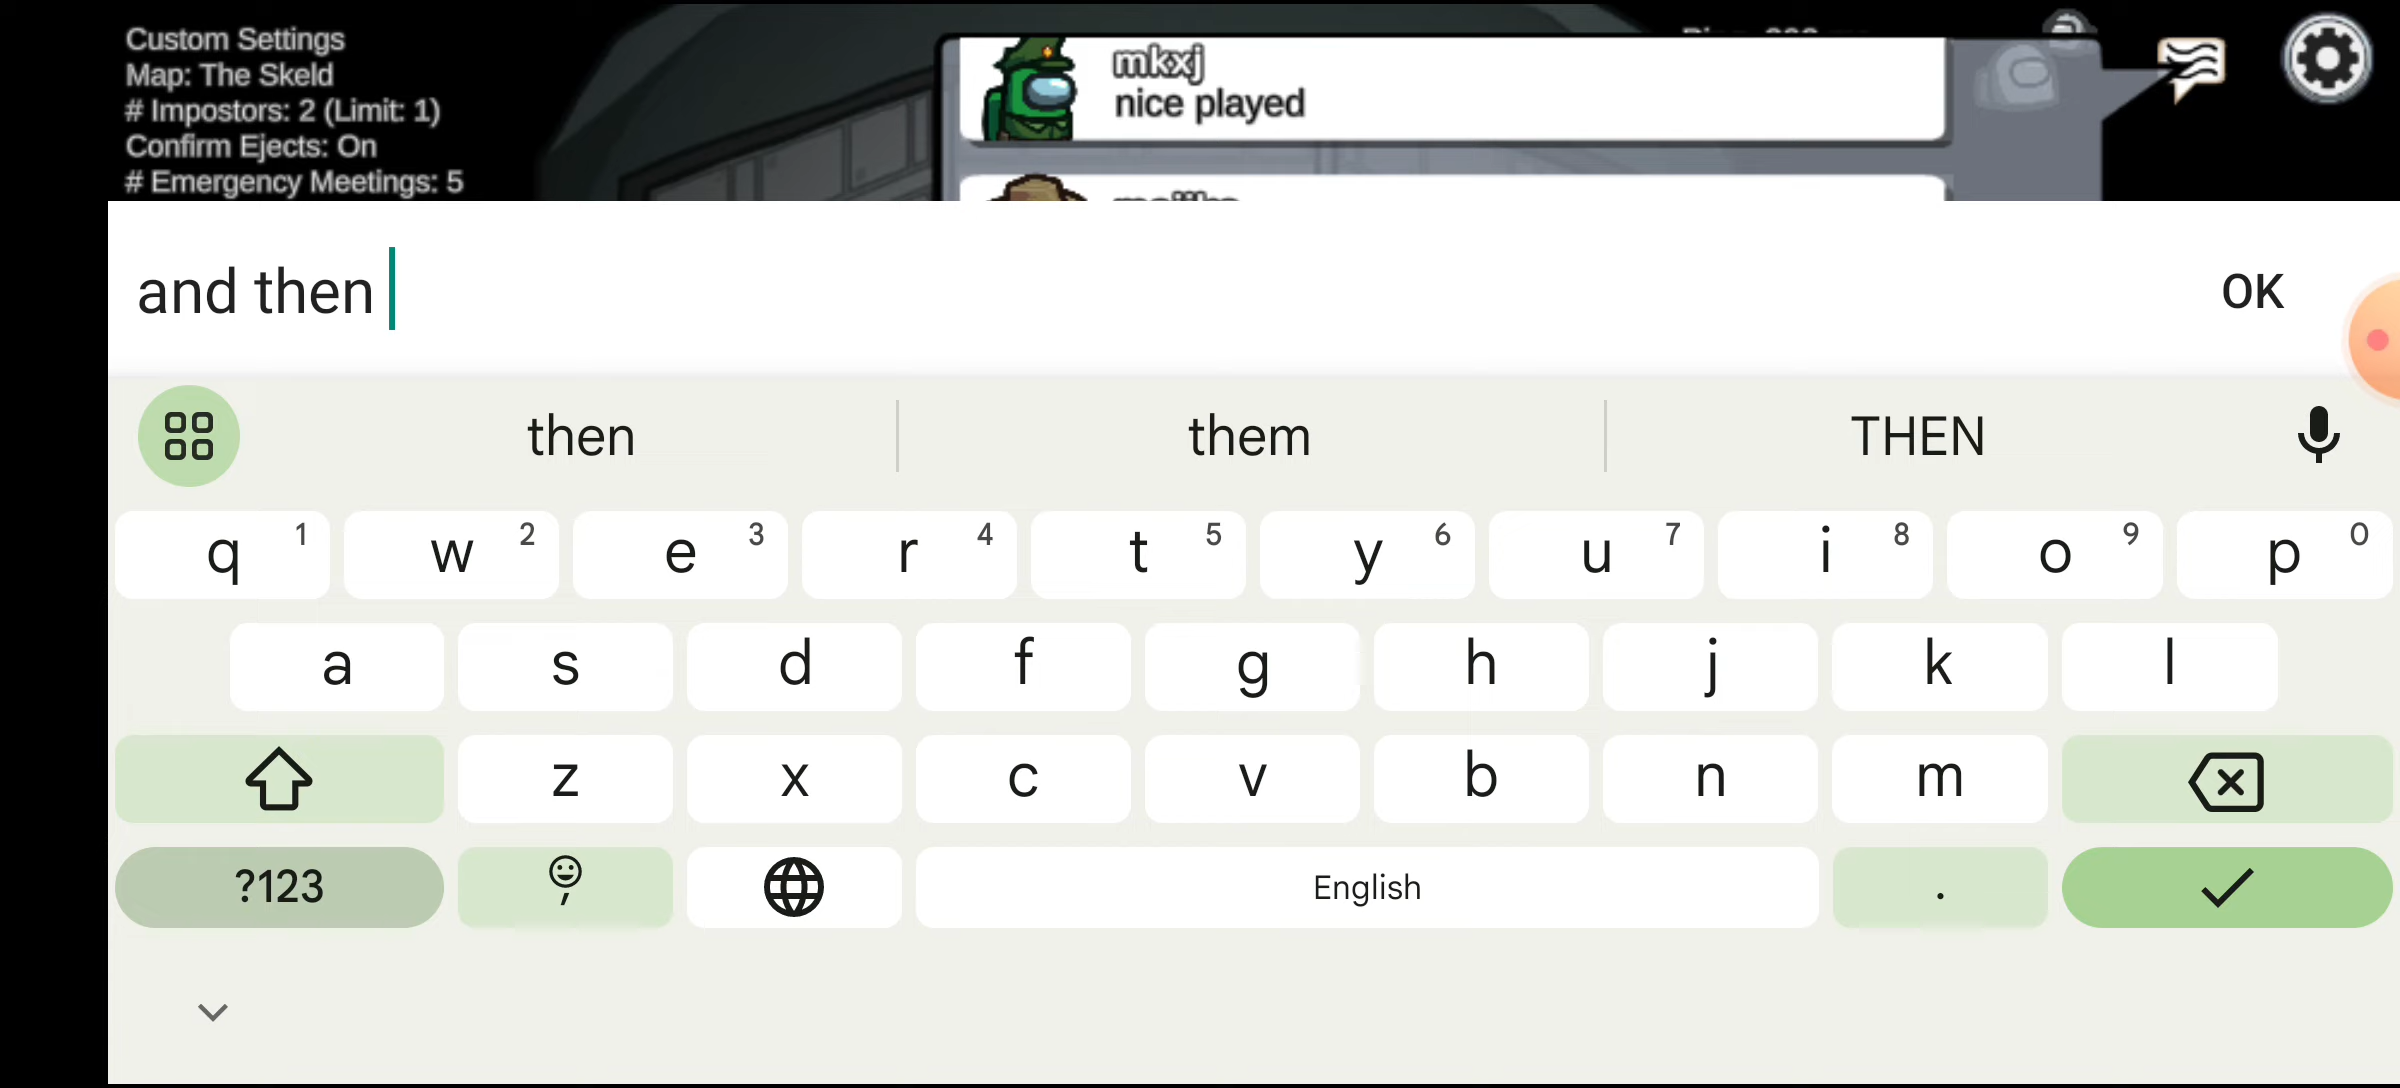 Custom Settings
Map: The Skeld
# Impostors: 2 (Limit: 1)
Confirm Ejects: On
# Emergency Meetings: 5
mkxj
nice played
and then
OK
then them THEN
q 1 w 2 e 3 r 4 t 5 y 6 u 7 i 8 o 9 p 0
a s d f g h j k l
z x c v b n m
?123 , English .